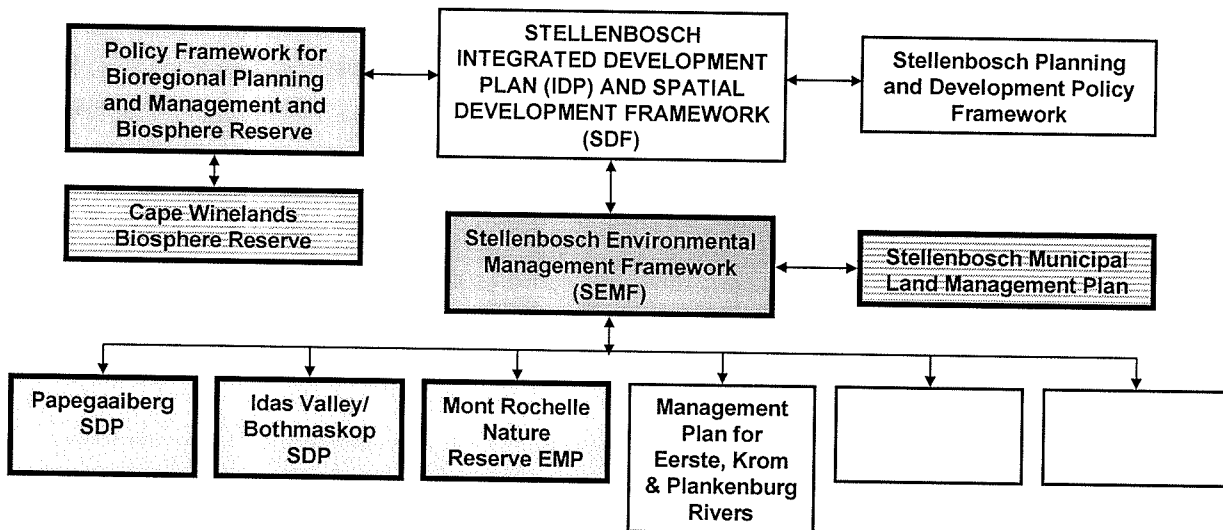 Policy Framework for
Bioregional Planning
and Management and
Biosphere Reserve
STELLENBOSCH
INTEGRATED DEVELOPMENT
PLAN (IDP) AND SPATIAL
DEVELOPMENT FRAMEWORK
(SDF)
Stellenbosch Planning
and Development Policy
Framework
Cape Winelands
Biosphere Reserve
Stellenbosch Environmental
Management Framework
(SEMF)
Stellenbosch Municipal
Land Management Plan
Papegaaiberg
SDP
Idas Valley/
Bothmaskop
SDP
Mont Rochelle
Nature
Reserve EMP
Management
Plan for
Eerste, Krom
& Plankenburg
Rivers